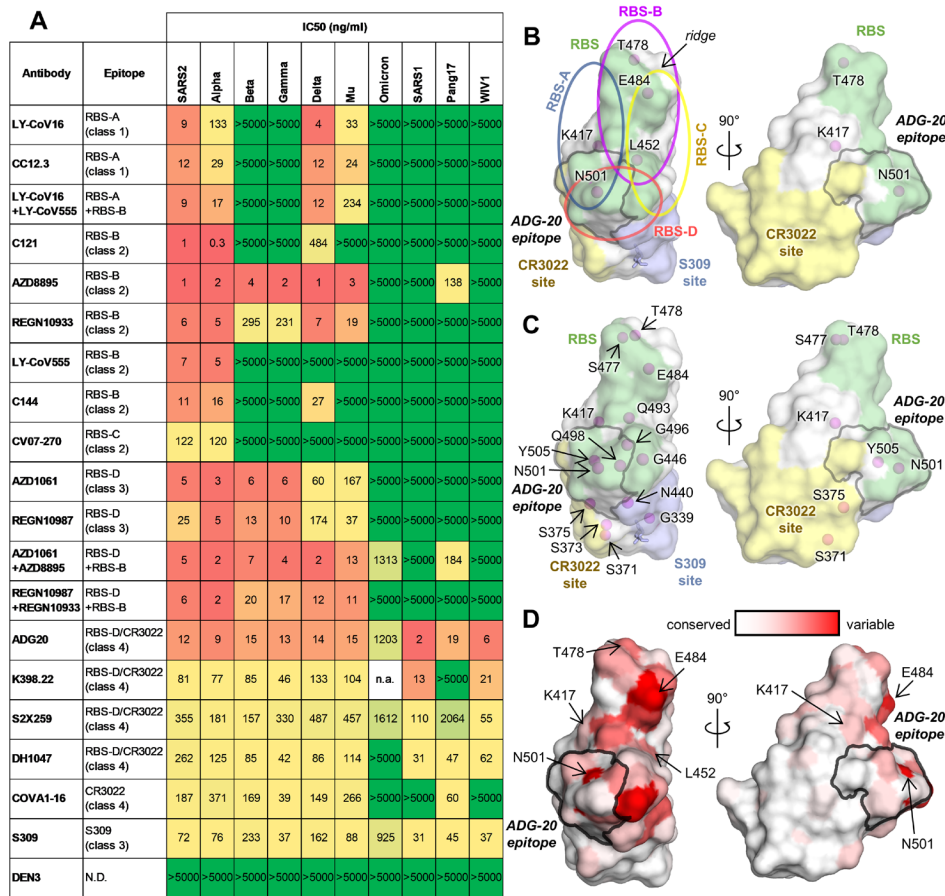 A
IC50 (ng/ml)
Antibody Epitope SARS2 Alpha Beta Gamma Delta Mu Omicron SARS1 Pang17 WIV1
LY-CoV16 RBS-A (class 1) 9 133 >5000 >5000 4 33 >5000 >5000 >5000 >5000
CC12.3 RBS-A (class 1) 12 29 >5000 >5000 12 24 >5000 >5000 >5000 >5000
LY-CoV16 +LY-CoV555 RBS-A +RBS-B 9 17 >5000 >5000 12 234 >5000 >5000 >5000 >5000
C121 RBS-B (class 2) 1 0.3 >5000 >5000 484 >5000 >5000 >5000 >5000 >5000
AZD8895 RBS-B (class 2) 1 2 4 2 1 3 >5000 >5000 138 >5000
REGN10933 RBS-B (class 2) 6 5 295 231 7 19 >5000 >5000 >5000 >5000
LY-CoV555 RBS-B (class 2) 7 5 >5000 >5000 >5000 >5000 >5000 >5000 >5000 >5000
C144 RBS-B (class 2) 11 16 >5000 >5000 27 >5000 >5000 >5000 >5000 >5000
CV07-270 RBS-C (class 2) 122 120 >5000 >5000 >5000 >5000 >5000 >5000 >5000 >5000
AZD1061 RBS-D (class 3) 5 3 6 6 60 167 >5000 >5000 >5000 >5000
REGN10987 RBS-D (class 3) 25 5 13 10 174 37 >5000 >5000 >5000 >5000
AZD1061 +AZD8895 RBS-D +RBS-B 5 2 7 4 2 13 1313 >5000 184 >5000
REGN10987 +REGN10933 RBS-D +RBS-B 6 2 20 17 12 11 >5000 >5000 >5000 >5000
ADG20 RBS-D/CR3022 (class 4) 12 9 15 13 14 15 1203 2 19 6
K398.22 RBS-D/CR3022 (class 4) 81 77 85 46 133 104 n.a. 13 >5000 21
S2X259 RBS-D/CR3022 (class 4) 355 181 157 330 487 457 1612 110 2064 55
DH1047 RBS-D/CR3022 (class 4) 262 125 85 42 86 114 >5000 31 47 62
COVA1-16 CR3022 (class 4) 187 371 169 39 149 266 >5000 >5000 60 >5000
S309 S309 (class 3) 72 76 233 37 162 88 925 31 45 37
DEN3 N.D. >5000 >5000 >5000 >5000 >5000 >5000 >5000 >5000 >5000 >5000
B
RBS-B
RBS
T478
ridge
E484
RBS-A
K417
RBS-C
L452
N501
ADG-20
epitope
RBS-D
CR3022
site
S309
site
90°
T478
ADG-20
epitope
K417
N501
CR3022
site
C
RBS
T478
S477
E484
K417
Q493
Q498
G496
Y505
G446
N501
ADG-20
epitope
N440
S375
G339
S373
CR3022
site
S371
S309
site
90°
S477
T478
RBS
ADG-20
epitope
K417
Y505
N501
S375
CR3022
site
S371
D
conserved
variable
T478
E484
K417
N501
L452
ADG-20
epitope
90°
E484
K417
ADG-20
epitope
N501